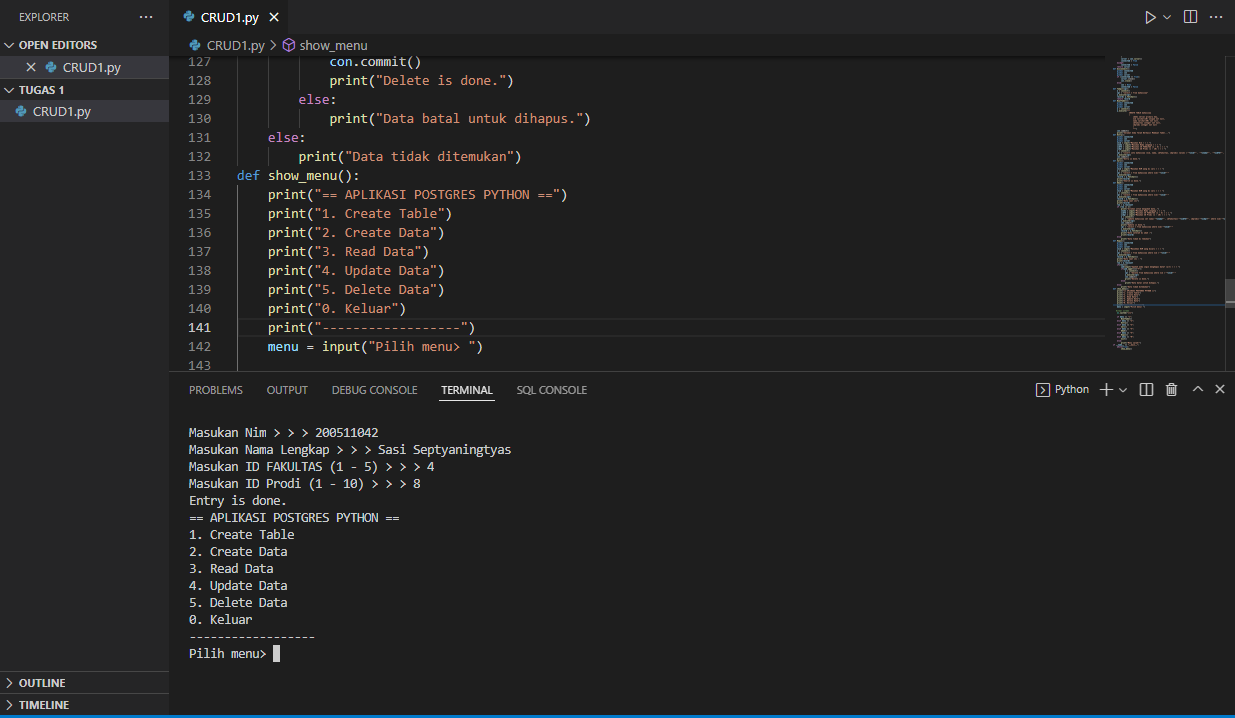 EXPLORER
OPEN EDITORS
CRUD1.py
TUGAS 1
CRUD1.py
OUTLINE
TIMELINE
CRUD1.py
CRUD1.py > show_menu
127 con.commit()
128 print("Delete is done.")
129 else:
130 print("Data batal untuk dihapus.")
131 else:
132 print("Data tidak ditemukan")
133 def show_menu():
134 print("== APLIKASI POSTGRES PYTHON ==")
135 print("1. Create Table")
136 print("2. Create Data")
137 print("3. Read Data")
138 print("4. Update Data")
139 print("5. Delete Data")
140 print("0. Keluar")
141 print("------------------")
142 menu = input("Pilih menu> ")
143
PROBLEMS OUTPUT DEBUG CONSOLE TERMINAL SQL CONSOLE
Python
Masukan Nim > > > 200511042
Masukan Nama Lengkap > > > Sasi Septyaningtyas
Masukan ID FAKULTAS (1 - 5) > > > 4
Masukan ID Prodi (1 - 10) > > > 8
Entry is done.
== APLIKASI POSTGRES PYTHON ==
1. Create Table
2. Create Data
3. Read Data
4. Update Data
5. Delete Data
0. Keluar
------------------
Pilih menu>